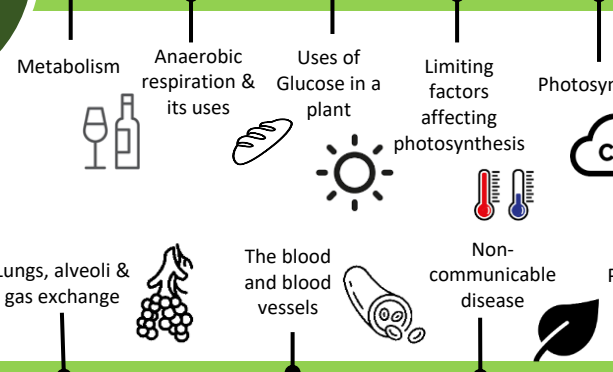 Metabolism
Anaerobic
respiration &
its uses
Uses of
Glucose in a
plant
Limiting
factors
affecting
photosynthesis
Lungs, alveoli &
gas exchange
The blood
and blood
vessels
Non-
communicable
disease